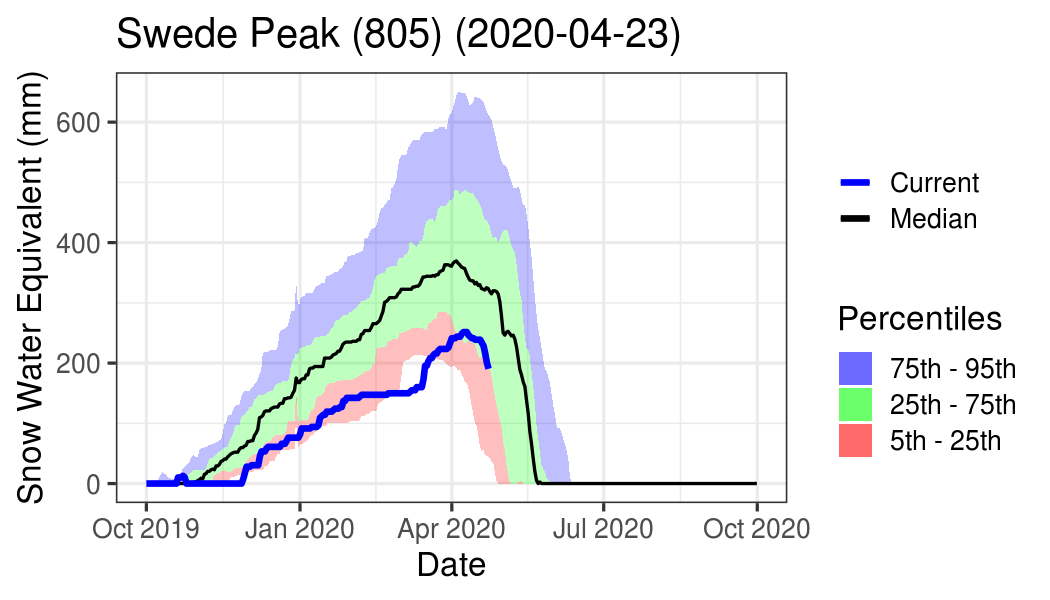 Swede Peak (805) (2020-04-23)
Snow Water Equivalent (mm)
600
400
200
0
Oct 2019
Jan 2020
Apr 2020
Jul 2020
Oct 2020
Date
Current
Median
Percentiles
75th - 95th
25th - 75th
5th - 25th